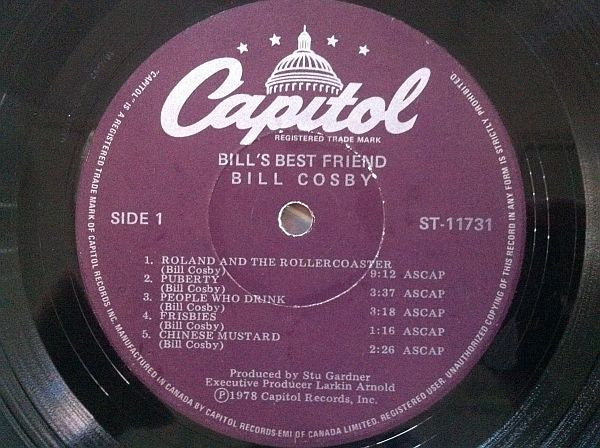 Capitol
REGISTERED TRADE MARK
BILL'S BEST FRIEND
BILL COSBY
SIDE 1
ST-11731
1. ROLAND AND THE ROLLERCOASTER
(Bill Cosby) 9:12 ASCAP
2. PUBERTY
(Bill Cosby) 3:37 ASCAP
3. PEOPLE WHO DRINK
(Bill Cosby) 3:18 ASCAP
4. FRISBIES
(Bill Cosby) 1:16 ASCAP
5. CHINESE MUSTARD
(Bill Cosby) 2:26 ASCAP
Produced by Stu Gardner
Executive Producer Larkin Arnold
Ⓟ1978 Capitol Records, Inc.
"CAPITOL" IS A REGISTERED TRADE MARK OF CAPITOL RECORDS INC. MANUFACTURED IN CANADA BY CAPITOL RECORDS-EMI OF CANADA LIMITED. REGISTERED USER. UNAUTHORIZED COPYING OF THIS RECORD IN ANY FORM IS STRICTLY PROHIBITED